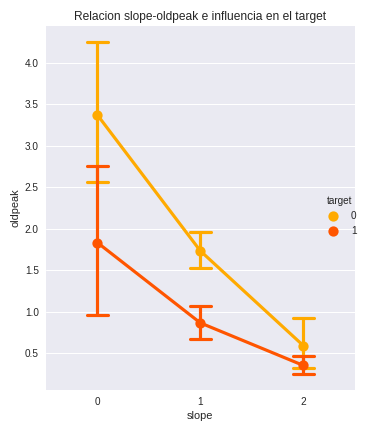 Relacion slope-oldpeak e influencia en el target
oldpeak
4.0
3.5
3.0
2.5
2.0
1.5
1.0
0.5
target
0
1
0 1 2
slope